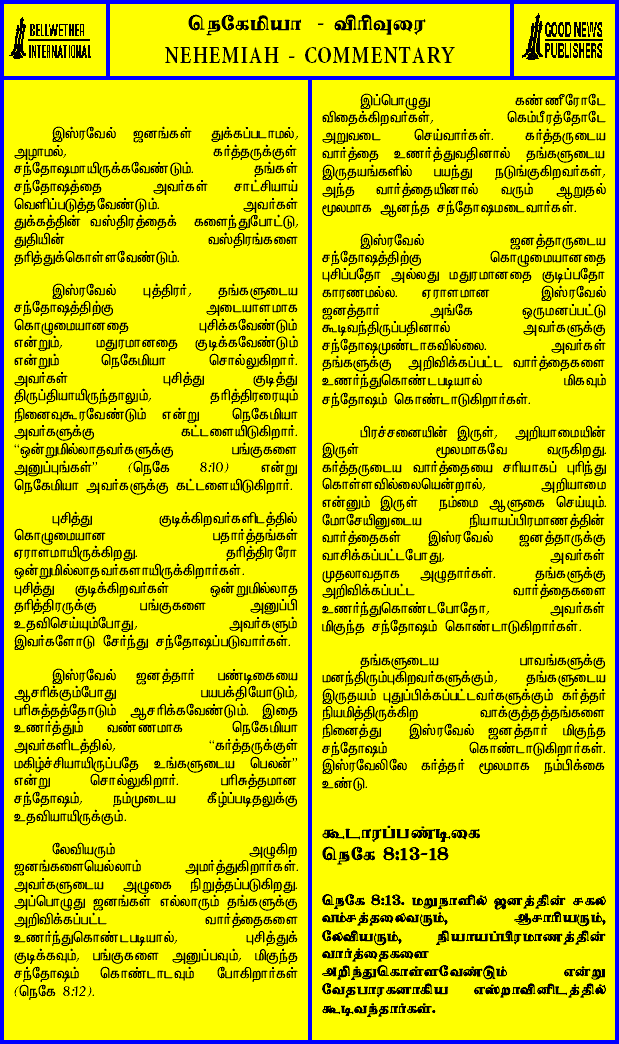 BELLWETHER
INTERNATIONAL
நெகேமியா - விரிவுரை
NEHEMIAH - COMMENTARY
GOOD NEWS
PUBLISHERS
இஸ்ரவேல் ஜனங்கள் துக்கப்படாமல்,
அழாமல், கர்த்தருக்குள்
சந்தோஷமாயிருக்கவேண்டும். தங்கள்
சந்தோஷத்தை அவர்கள் சாட்சியாய்
வெளிப்படுத்தவேண்டும். அவர்கள்
துக்கத்தின் வஸ்திரத்தைக் களைந்துபோட்டு,
துதியின் வஸ்திரங்களை
தரித்துக்கொள்ளவேண்டும்.
இஸ்ரவேல் புத்திரர், தங்களுடைய
சந்தோஷத்திற்கு அடையாளமாக
கொழுமையானதை புசிக்கவேண்டும்
என்றும், மதுரமானதை குடிக்கவேண்டும்
என்றும் நெகேமியா சொல்லுகிறார்.
அவர்கள் புசித்து குடித்து
திருப்தியாயிருந்தாலும், தரித்திரரையும்
நினைவுகூரவேண்டும் என்று நெகேமியா
அவர்களுக்கு கட்டளையிடுகிறார்.
“ஒன்றுமில்லாதவர்களுக்கு பங்குகளை
அனுப்புங்கள்” (நெகே 8:10) என்று
நெகேமியா அவர்களுக்கு கட்டளையிடுகிறார்.
புசித்து குடிக்கிறவர்களிடத்தில்
கொழுமையான பதார்த்தங்கள்
ஏராளமாயிருக்கிறது. தரித்திரரோ
ஒன்றுமில்லாதவர்களாயிருக்கிறார்கள்.
புசித்து குடிக்கிறவர்கள் ஒன்றுமில்லாத
தரித்திரருக்கு பங்குகளை அனுப்பி
உதவிசெய்யும்போது, அவர்களும்
இவர்களோடு சேர்ந்து சந்தோஷப்படுவார்கள்.
இஸ்ரவேல் ஜனத்தார் பண்டிகையை
ஆசரிக்கும்போது பயபக்தியோடும்,
பரிசுத்தத்தோடும் ஆசரிக்கவேண்டும். இதை
உணர்த்தும் வண்ணமாக நெகேமியா
அவர்களிடத்தில், “கர்த்தருக்குள்
மகிழ்ச்சியாயிருப்பதே உங்களுடைய பெலன்”
என்று சொல்லுகிறார். பரிசுத்தமான
சந்தோஷம், நம்முடைய கீழ்ப்படிதலுக்கு
உதவியாயிருக்கும்.
லேவியரும் அழுகிற
ஜனங்களையெல்லாம் அமர்த்துகிறார்கள்.
அவர்களுடைய அழுகை நிறுத்தப்படுகிறது.
அப்பொழுது ஜனங்கள் எல்லாரும் தங்களுக்கு
அறிவிக்கப்பட்ட வார்த்தைகளை
உணர்ந்துகொண்டபடியால், புசித்துக்
குடிக்கவும், பங்குகளை அனுப்பவும், மிகுந்த
சந்தோஷம் கொண்டாடவும் போகிறார்கள்
(நெகே 8:12).
இப்பொழுது கண்ணீரோடே
விதைக்கிறவர்கள், கெம்பீரத்தோடே
அறுவடை செய்வார்கள். கர்த்தருடைய
வார்த்தை உணர்த்துவதினால் தங்களுடைய
இருதயங்களில் பயந்து நடுங்குகிறவர்கள்,
அந்த வார்த்தையினால் வரும் ஆறுதல்
மூலமாக ஆனந்த சந்தோஷமடைவார்கள்.
இஸ்ரவேல் ஜனத்தாருடைய
சந்தோஷத்திற்கு கொழுமையானதை
புசிப்பதோ அல்லது மதுரமானதை குடிப்பதோ
காரணமல்ல. ஏராளமான இஸ்ரவேல்
ஜனத்தார் அங்கே ஒருமனப்பட்டு
கூடிவந்திருப்பதினால் அவர்களுக்கு
சந்தோஷமுண்டாகவில்லை. அவர்கள்
தங்களுக்கு அறிவிக்கப்பட்ட வார்த்தைகளை
உணர்ந்துகொண்டபடியால் மிகவும்
சந்தோஷம் கொண்டாடுகிறார்கள்.
பிரச்சனையின் இருள், அறியாமையின்
இருள் மூலமாகவே வருகிறது.
கர்த்தருடைய வார்த்தையை சரியாகப் புரிந்து
கொள்ளவில்லையென்றால், அறியாமை
என்னும் இருள் நம்மை ஆளுகை செய்யும்.
மோசேயினுடைய நியாயப்பிரமாணத்தின்
வார்த்தைகள் இஸ்ரவேல் ஜனத்தாருக்கு
வாசிக்கப்பட்டபோது, அவர்கள்
முதலாவதாக அழுதார்கள். தங்களுக்கு
அறிவிக்கப்பட்ட வார்த்தைகளை
உணர்ந்துகொண்டபோதோ, அவர்கள்
மிகுந்த சந்தோஷம் கொண்டாடுகிறார்கள்.
தங்களுடைய பாவங்களுக்கு
மனந்திரும்புகிறவர்களுக்கும், தங்களுடைய
இருதயம் புதுப்பிக்கப்பட்டவர்களுக்கும் கர்த்தர்
நியமித்திருக்கிற வாக்குத்தத்தங்களை
நினைத்து இஸ்ரவேல் ஜனத்தார் மிகுந்த
சந்தோஷம் கொண்டாடுகிறார்கள்.
இஸ்ரவேலிலே கர்த்தர் மூலமாக நம்பிக்கை
உண்டு.
கூடாரப்பண்டிகை
நெகே 8:13-18
நெகே 8:13. மறுநாளில் ஜனத்தின் சகல
வம்சத்தலைவரும், ஆசாரியரும்,
லேவியரும், நியாயப்பிரமாணத்தின்
வார்த்தைகளை
அறிந்துகொள்ளவேண்டும் என்று
வேதபாரகனாகிய எஸ்றாவினிடத்தில்
கூடிவந்தார்கள்.